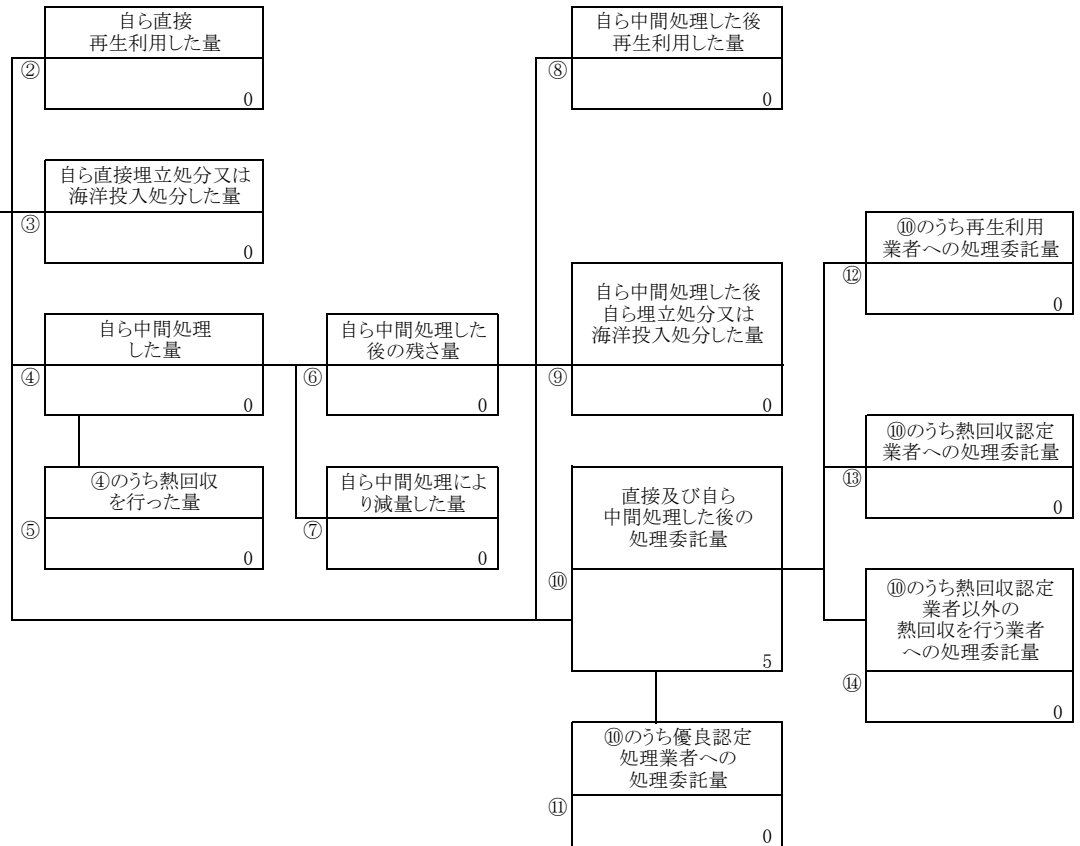 自ら直接
再生利用した量
②
0
自ら直接埋立処分又は
海洋投入処分した量
③
0
自ら中間処理
した量
④
0
④のうち熱回収
を行った量
⑤
0
自ら中間処理した
後の残さ量
⑥
0
自ら中間処理によ
り減量した量
⑦
0
自ら中間処理した後
再生利用した量
⑧
0
自ら中間処理した後
自ら埋立処分又は
海洋投入処分した量
⑨
0
直接及び自ら
中間処理した後の
処理委託量
⑩
5
⑩のうち優良認定
処理業者への
処理委託量
⑪
0
⑩のうち再生利用
業者への処理委託量
⑫
0
⑩のうち熱回収認定
業者への処理委託量
⑬
0
⑩のうち熱回収認定
業者以外の
熱回収を行う業者
への処理委託量
⑭
0